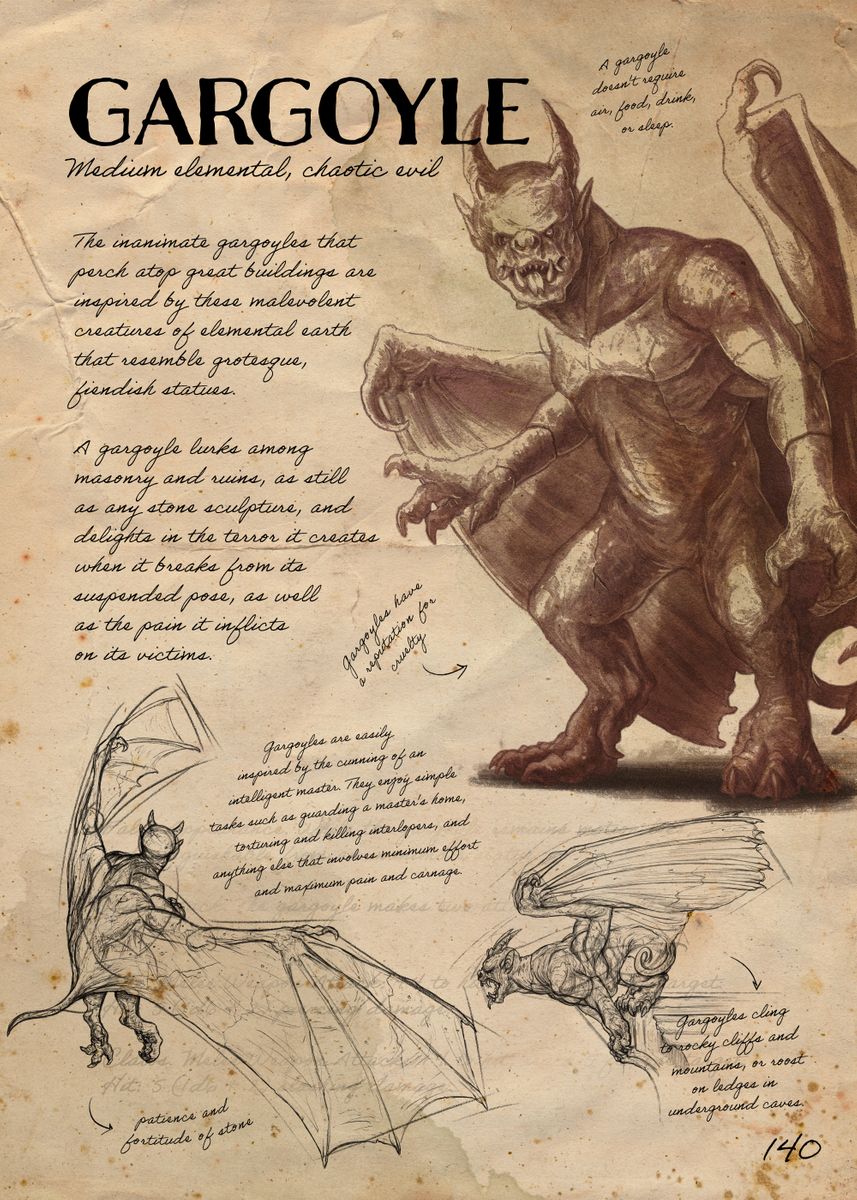 GARGOYLE
Medium elemental, chaotic evil
A gargoyle
doesn't require
air, food, drink,
or sleep.
The inanimate gargoyles that
perch atop great buildings are
inspired by these malevolent
creatures of elemental earth
that resemble grotesque,
fiendish statues.
A gargoyle lurks among
masonry and ruins, as still
as any stone sculpture, and
delights in the terror it creates
when it breaks from its
suspended pose, as well
as the pain it inflicts
on its victims.
Gargoyles have
a reputation for
cruelty
Gargoyles are easily
inspired by the cunning of an
intelligent master. They enjoy simple
tasks such as guarding a master's home,
torturing and killing interlopers, and
anything else that involves minimum effort
and maximum pain and carnage.
remains
gargoyle makes two
to
target.
damage
Hit: 5
Gargoyles cling
to rocky cliffs and
mountains, or roost
on ledges in
underground caves.
patience and
fortitude of stone
140